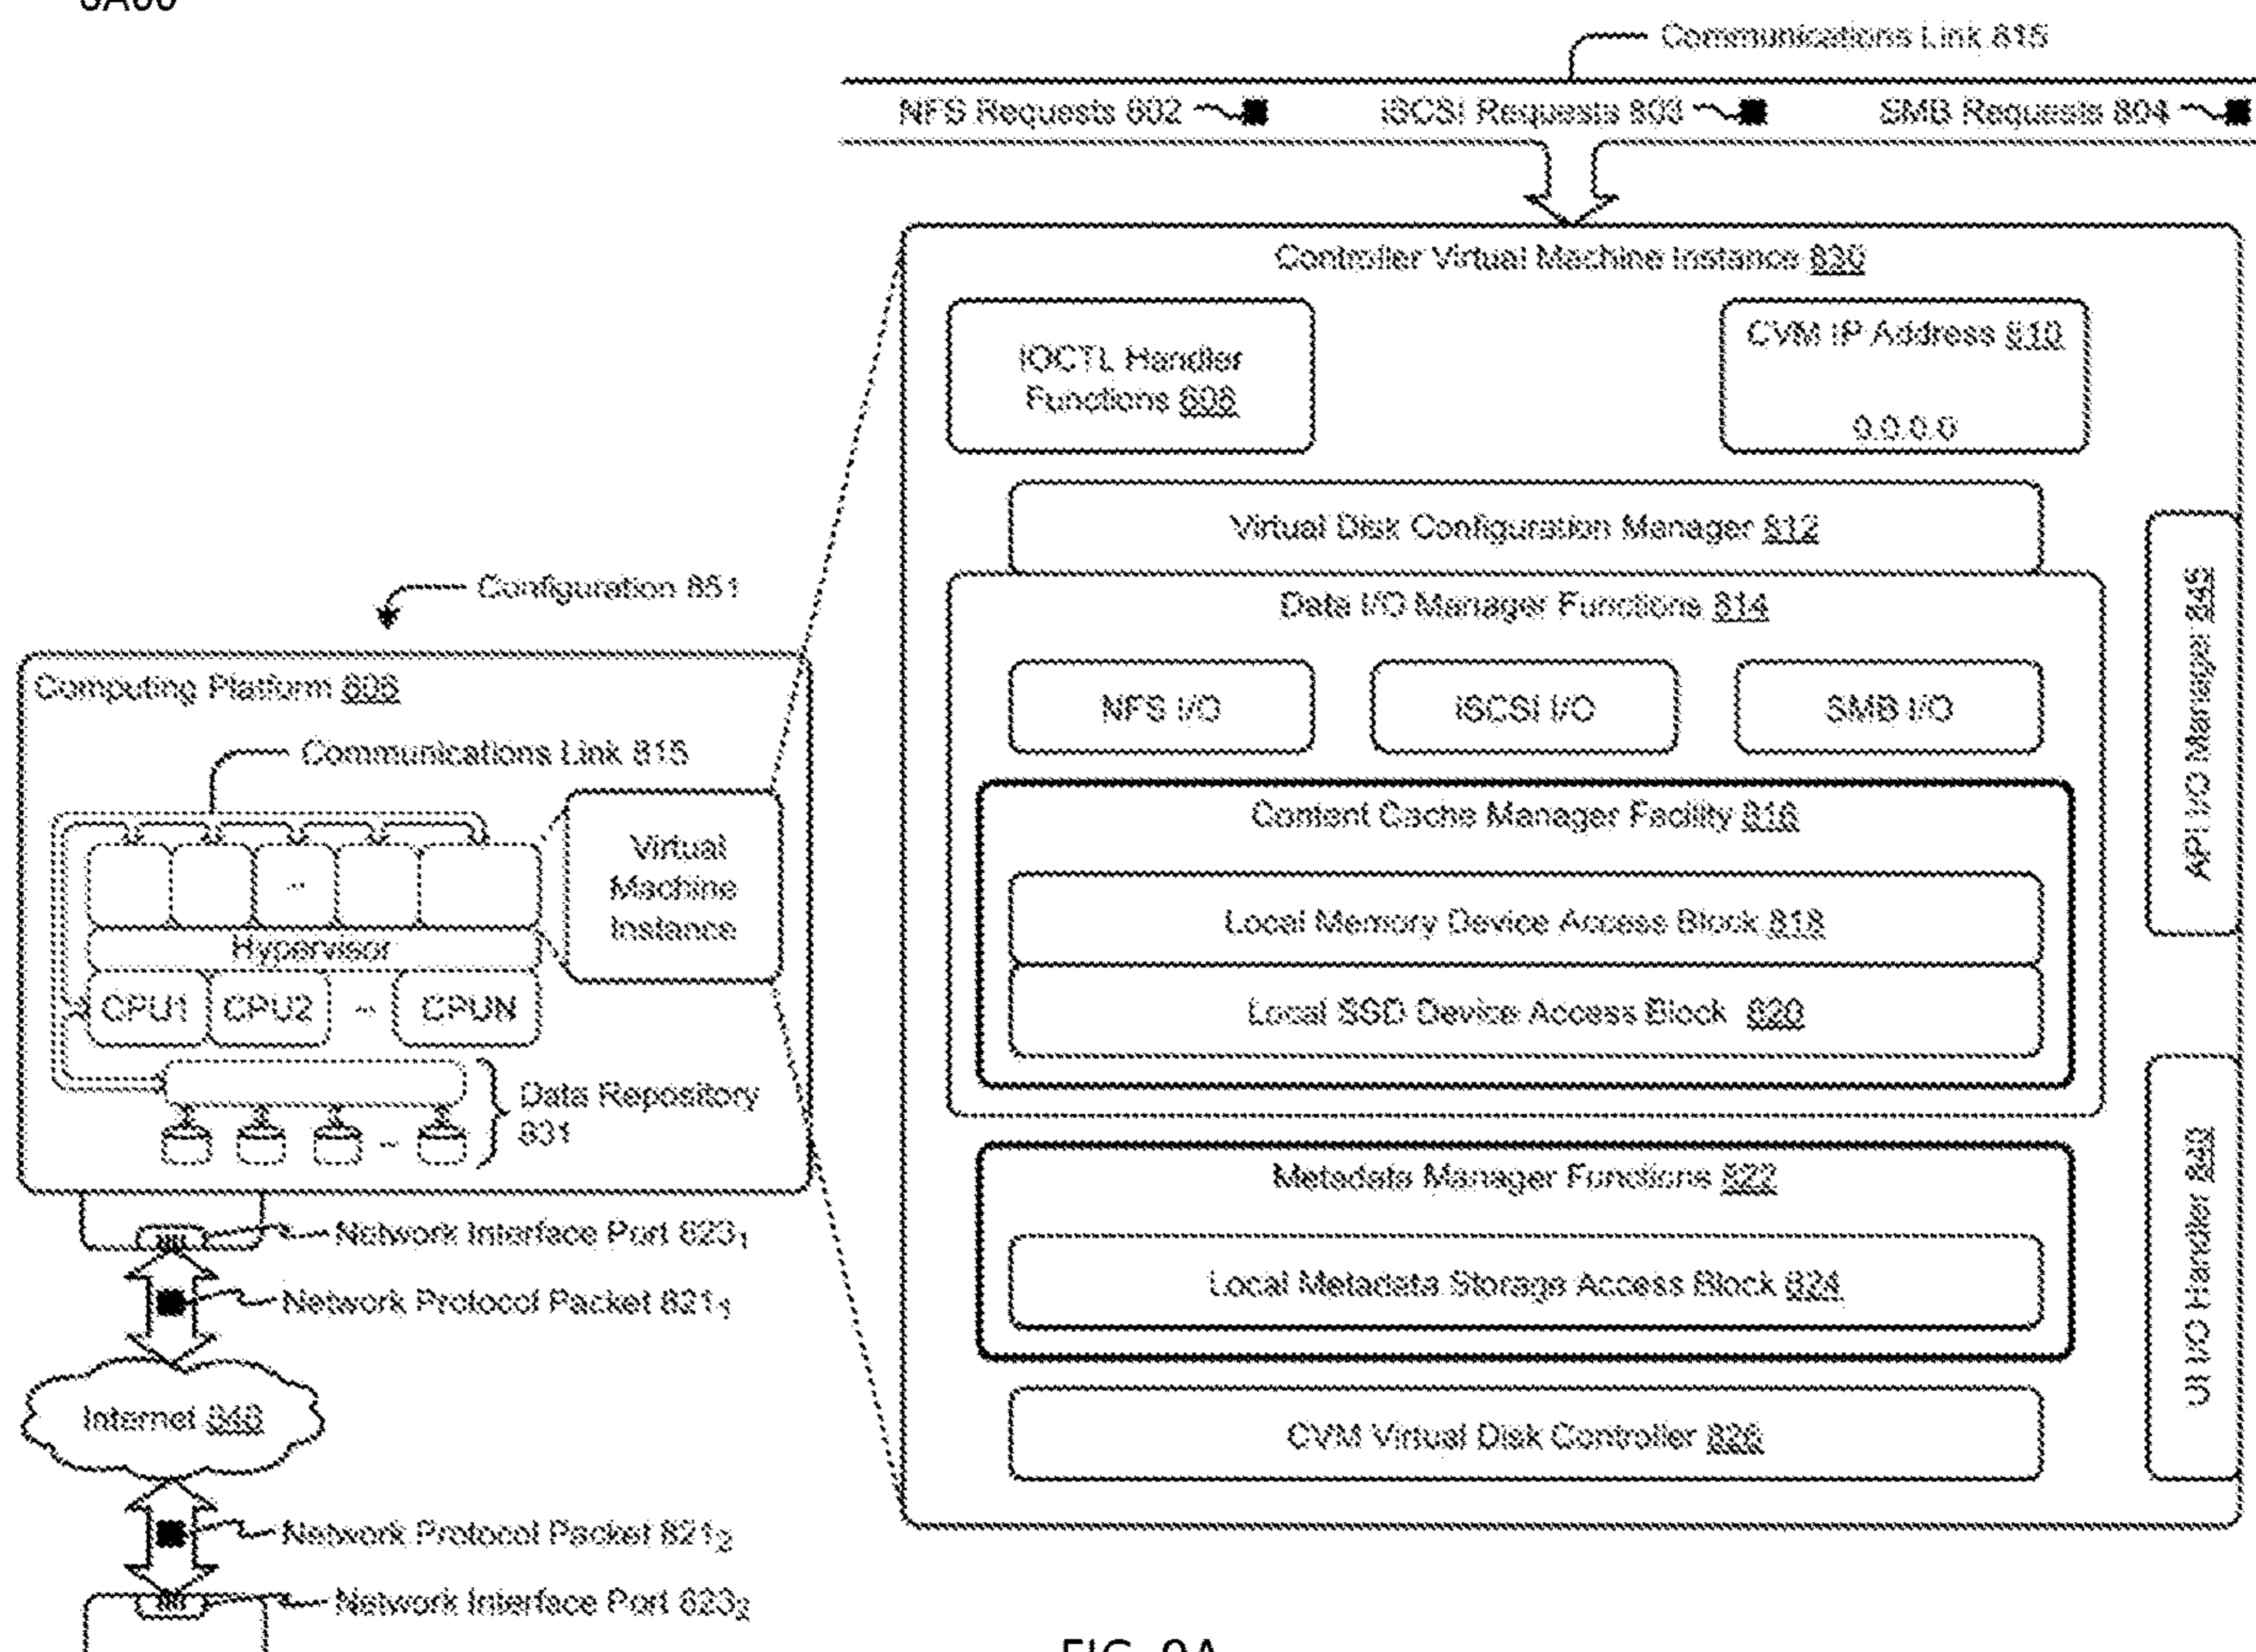 Communications Link 815
NFS Requests 802
iSCSI Requests 803
SMB Requests 804
Controller Virtual Machine Instance 830
IOCTL Handler
Functions 808
CVM IP Address 810
0.0.0.0
Virtual Disk Configuration Manager 812
Data I/O Manager Functions 814
NFS I/O
iSCSI I/O
SMB I/O
Content Cache Manager Facility 816
Local Memory Device Access Block 818
Local SSD Device Access Block 820
Metadata Manager Functions 822
Local Metadata Storage Access Block 824
CVM Virtual Disk Controller 826
API I/O Manager 845
UI I/O Handler 840
Configuration 851
Computing Platform 806
Communications Link 815
Virtual
Machine
Instance
Hypervisor
CPU1
CPU2
CPUN
Data Repository
831
Network Interface Port 823₁
Network Protocol Packet 821₁
Internet 848
Network Protocol Packet 821₂
Network Interface Port 823₂